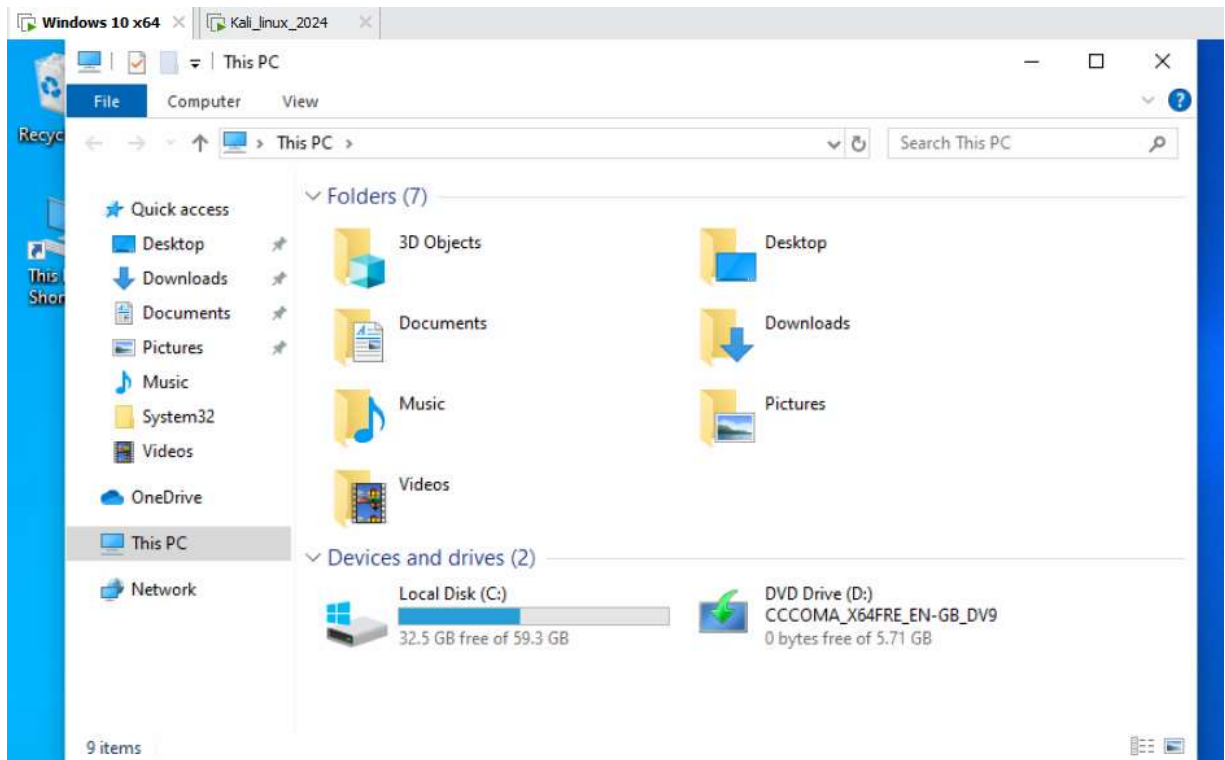 Windows 10 x64
Kali_linux_2024
This PC
File Computer View
Recyc
This PC
Search This PC
This
Shor
Quick access
Desktop
Downloads
Documents
Pictures
Music
System32
Videos
OneDrive
This PC
Network
Folders (7)
3D Objects
Desktop
Documents
Downloads
Music
Pictures
Videos
Devices and drives (2)
Local Disk (C:)
32.5 GB free of 59.3 GB
DVD Drive (D:)
CCCOMA_X64FRE_EN-GB_DV9
0 bytes free of 5.71 GB
9 items